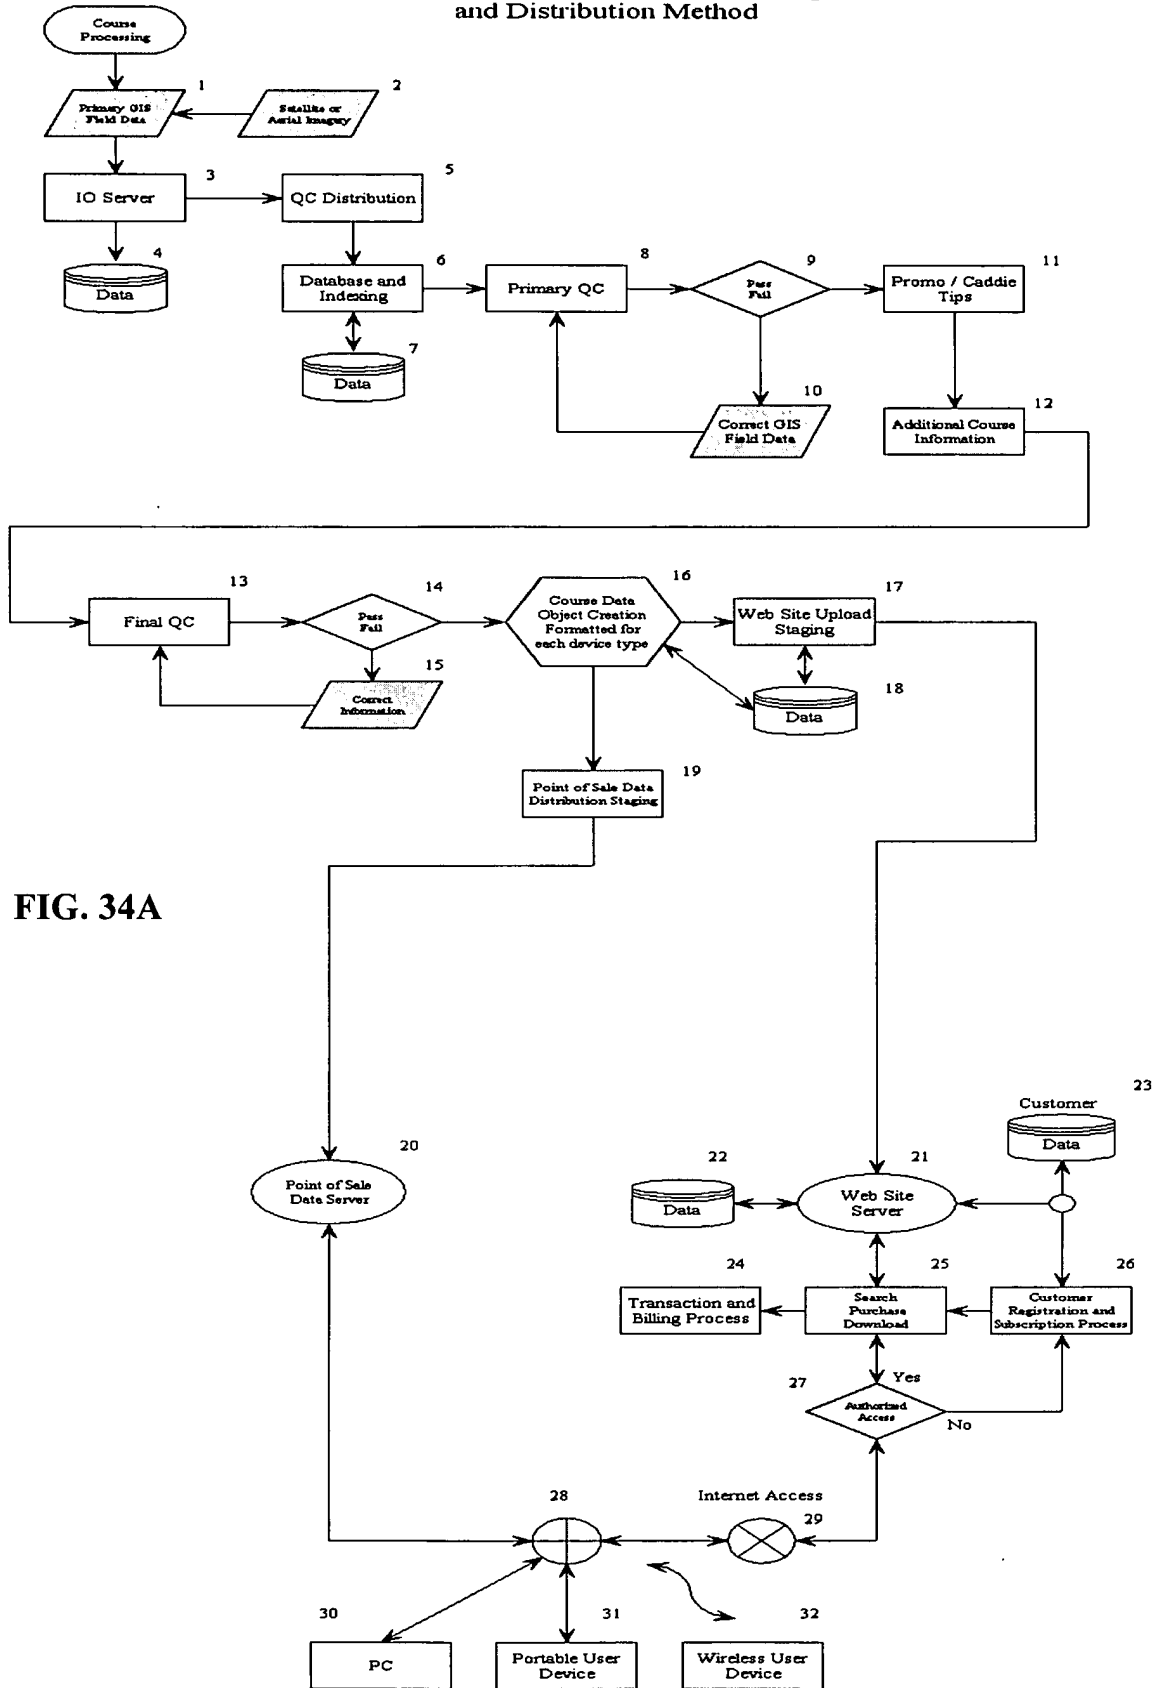 and Distribution Method
Course
Processing
1
Primary GIS
Field Data
2
Satellite or
Aerial Imagery
3
IO Server
5
QC Distribution
4
Data
6
Database and
Indexing
8
Primary QC
9
Pass
Fail
11
Promo / Caddie
Tips
7
Data
10
Correct GIS
Field Data
12
Additional Course
Information
13
Final QC
14
Pass
Fail
16
Course Data
Object Creation
Formatted for
each device type
17
Web Site Upload
Staging
15
Correct
Information
18
Data
19
Point of Sale Data
Distribution Staging
FIG. 34A
23
Customer
Data
20
Point of Sale
Data Server
22
Data
21
Web Site
Server
24
Transaction and
Billing Process
25
Search
Purchase
Download
26
Customer
Registration and
Subscription Process
Yes
27
Authorized
Access
No
28
Internet Access
29
30
PC
31
Portable User
Device
32
Wireless User
Device